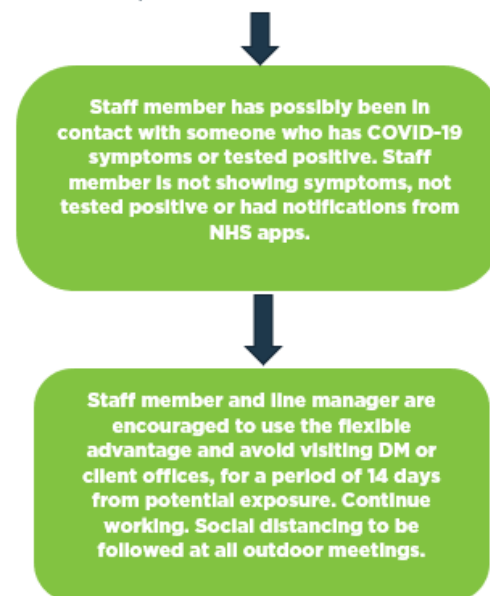 Staff member has possibly been in
contact with someone who has COVID-19
symptoms or tested positive. Staff
member is not showing symptoms, not
tested positive or had notifications from
NHS apps.
Staff member and line manager are
encouraged to use the flexible
advantage and avoid visiting DM or
client offices, for a period of 14 days
from potential exposure. Continue
working. Social distancing to be
followed at all outdoor meetings.